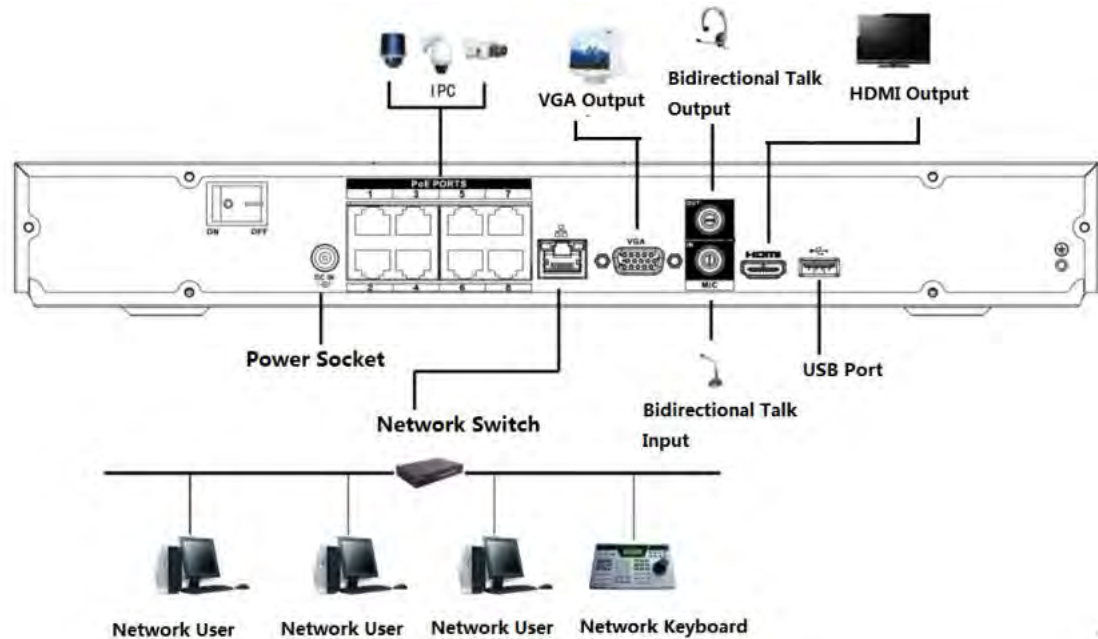 IPC
VGA Output
Bidirectional Talk
Output
HDMI Output
PoE PORTS
1 3 5 7
ON OFF
DC IN
2 4 6 8
VGA
OUT
IN
MIC
HDMI
Power Socket
USB Port
Network Switch
Bidirectional Talk
Input
Network User
Network User
Network User
Network Keyboard